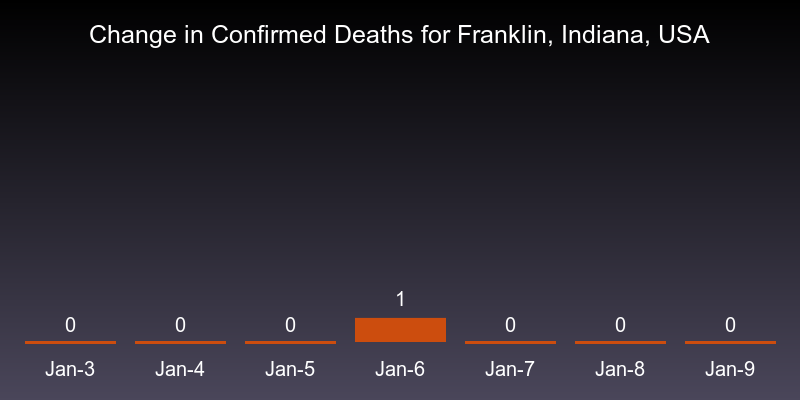 Change in Confirmed Deaths for Franklin, Indiana, USA
1
0 0 0 0 0 0
Jan-3 Jan-4 Jan-5 Jan-6 Jan-7 Jan-8 Jan-9